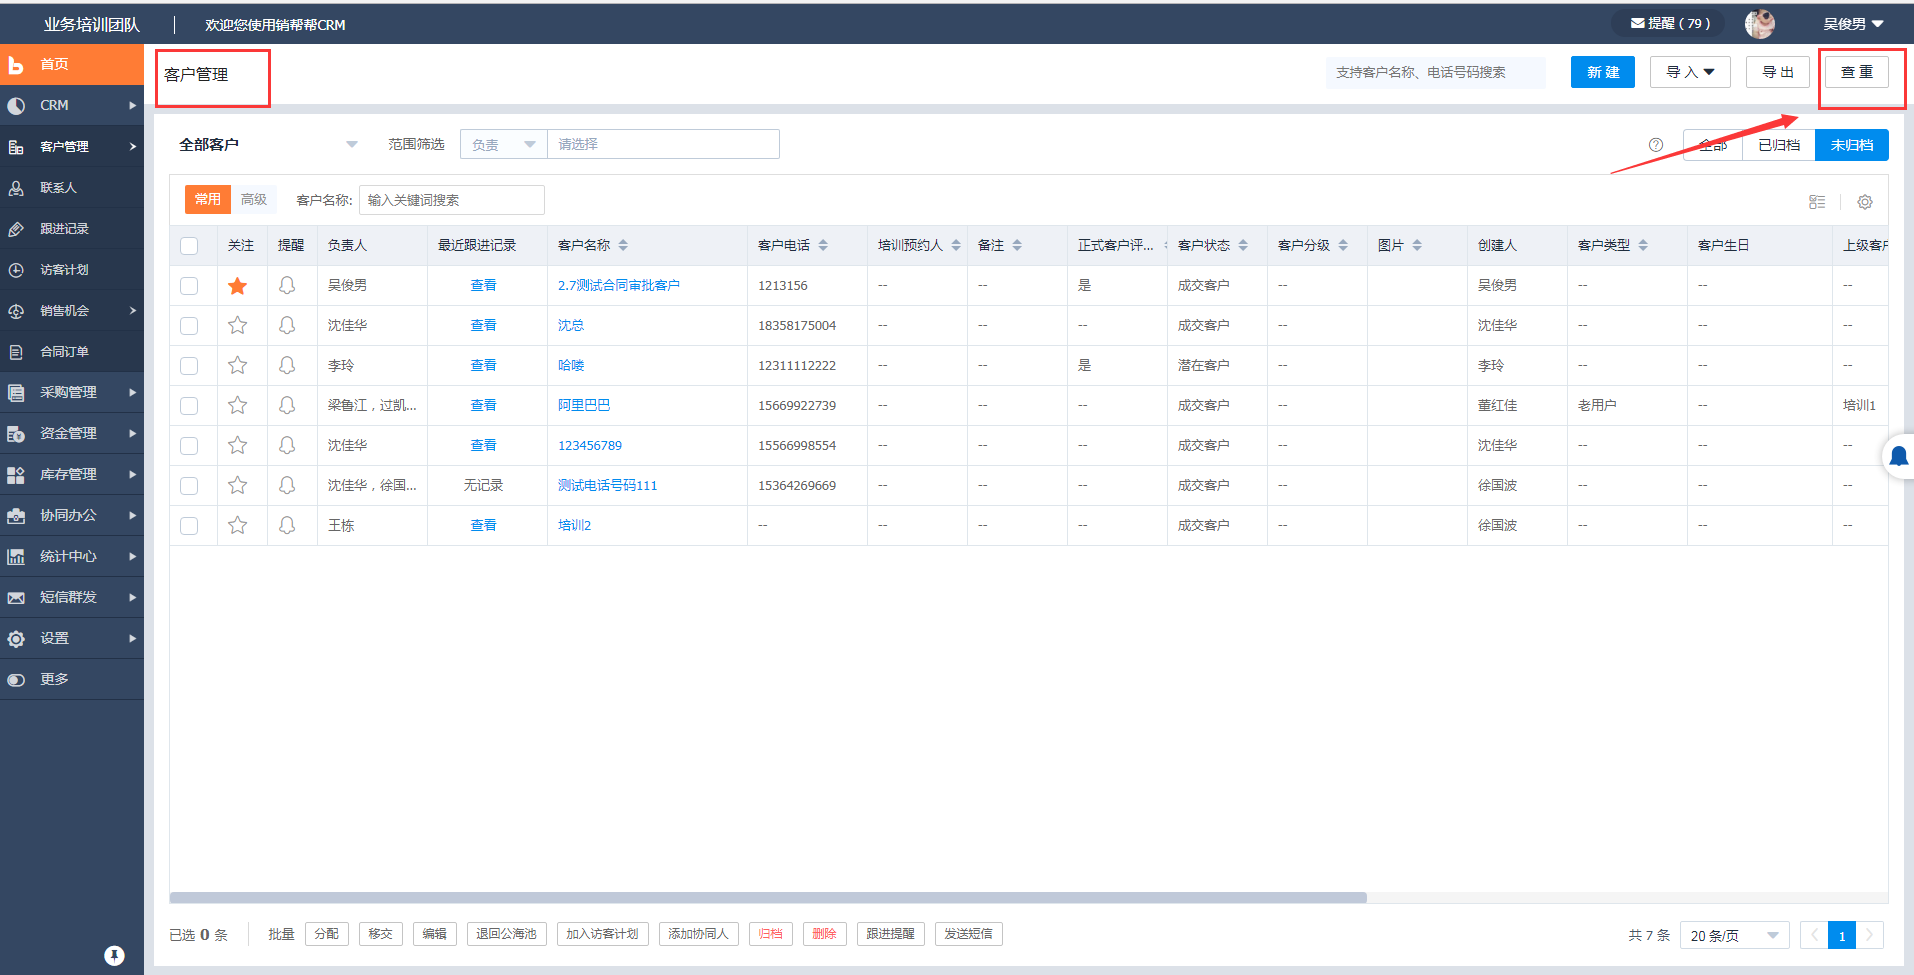 业务培训团队 欢迎您使用销帮帮CRM 提醒（79） 吴俊男
首页
CRM
客户管理
联系人
跟进记录
访客计划
销售机会
合同订单
采购管理
资金管理
库存管理
协同办公
统计中心
短信群发
设置
更多
客户管理 支持客户名称、电话号码搜索 新 建 导 入 导 出 查 重
全部客户 范围筛选 负责 请选择 全部 已归档 未归档
常用 高级 客户名称: 输入关键词搜索
关注 提醒 负责人 最近跟进记录 客户名称 客户电话 培训预约人 备注 正式客户评... 客户状态 客户分级 图片 创建人 客户类型 客户生日 上级客户
吴俊男 查看 2.7测试合同审批客户 1213156 -- -- 是 成交客户 -- 吴俊男 -- -- --
沈佳华 查看 沈总 18358175004 -- -- -- 成交客户 -- 沈佳华 -- -- --
李玲 查看 哈喽 12311112222 -- -- 是 潜在客户 -- 李玲 -- -- --
梁鲁江，过凯... 查看 阿里巴巴 15669922739 -- -- -- 成交客户 -- 董红佳 老用户 -- 培训1
沈佳华 查看 123456789 15566998554 -- -- -- 成交客户 -- 沈佳华 -- -- --
沈佳华，徐国... 无记录 测试电话号码111 15364269669 -- -- -- 成交客户 -- 徐国波 -- -- --
王栋 查看 培训2 -- -- -- -- 成交客户 -- 徐国波 -- -- --
已选 0 条 批量 分配 移交 编辑 退回公海池 加入访客计划 添加协同人 归档 删除 跟进提醒 发送短信 共 7 条 20 条/页 1